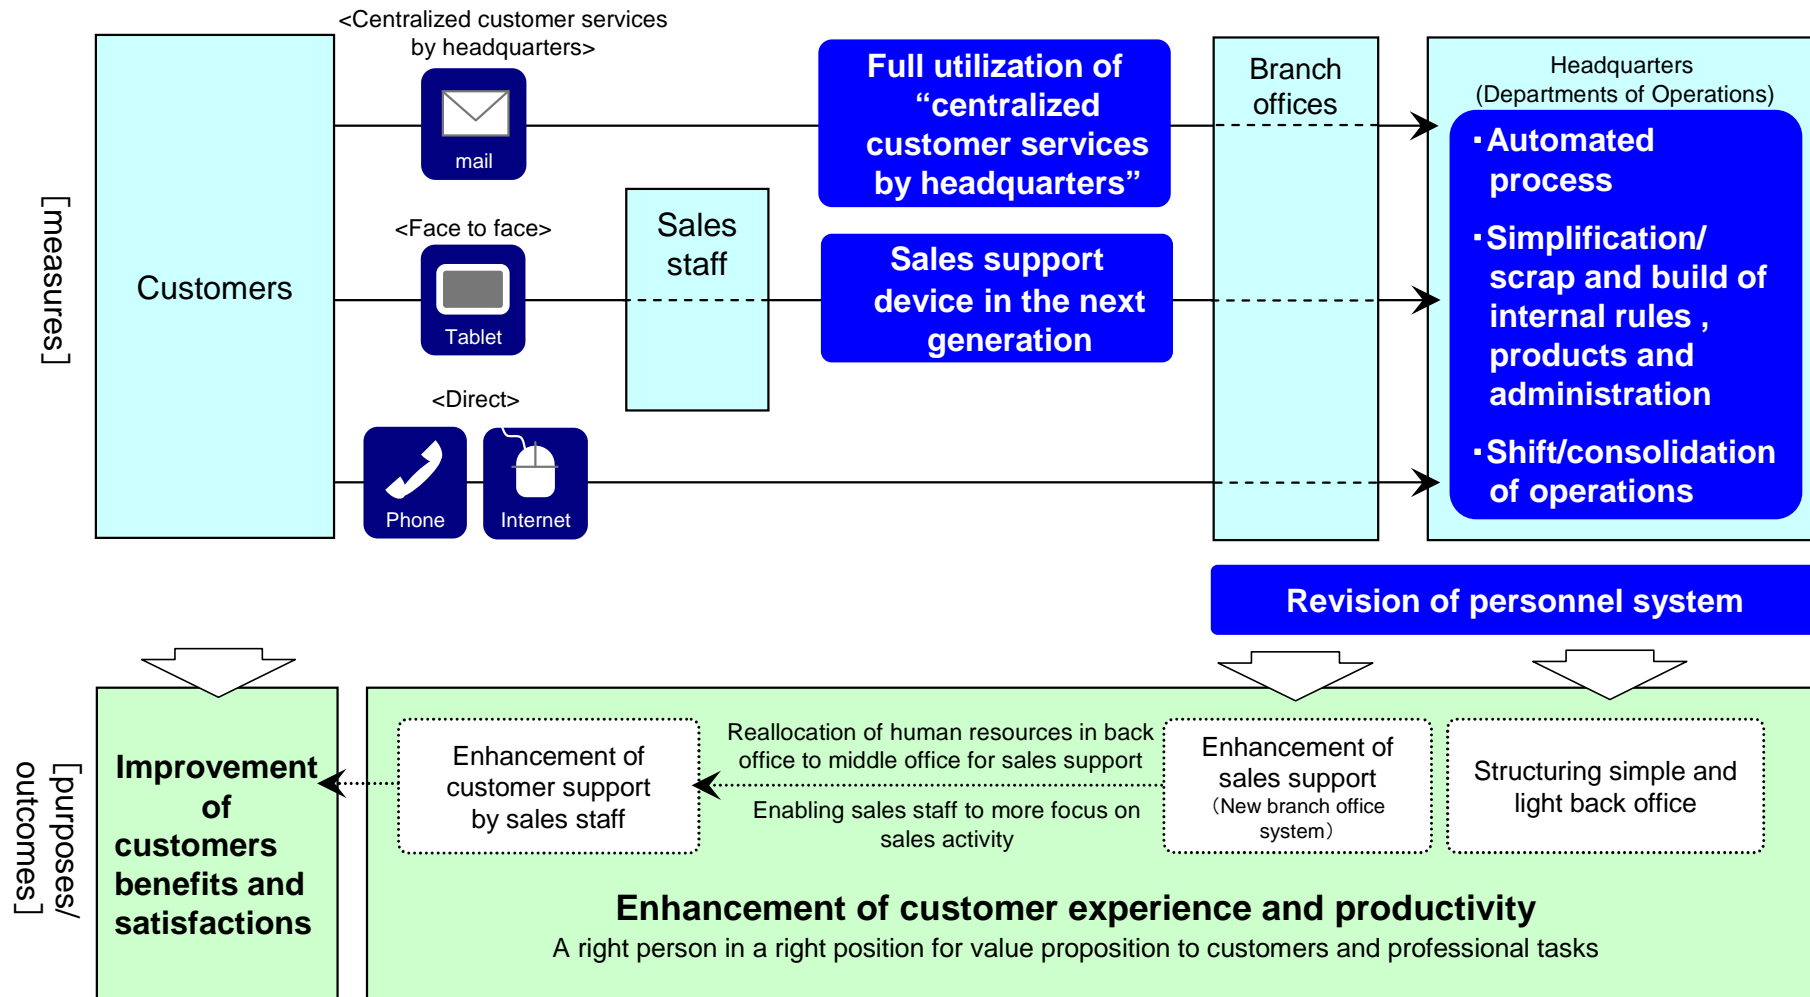 <Centralized customer services
by headquarters>
mail
Full utilization of
“centralized
customer services
by headquarters”
Branch
offices
Headquarters
(Departments of Operations)
▪Automated
process
▪Simplification/
scrap and build of
internal rules ,
products and
administration
▪Shift/consolidation
of operations
[measures]
Customers
<Face to face>
Tablet
Sales
staff
Sales support
device in the next
generation
<Direct>
Phone
Internet
Revision of personnel system
[purposes/
outcomes]
Improvement
of
customers
benefits and
satisfactions
Enhancement of
customer support
by sales staff
Reallocation of human resources in back
office to middle office for sales support
Enabling sales staff to more focus on
sales activity
Enhancement of
sales support
（New branch office
system）
Structuring simple and
light back office
Enhancement of customer experience and productivity
A right person in a right position for value proposition to customers and professional tasks